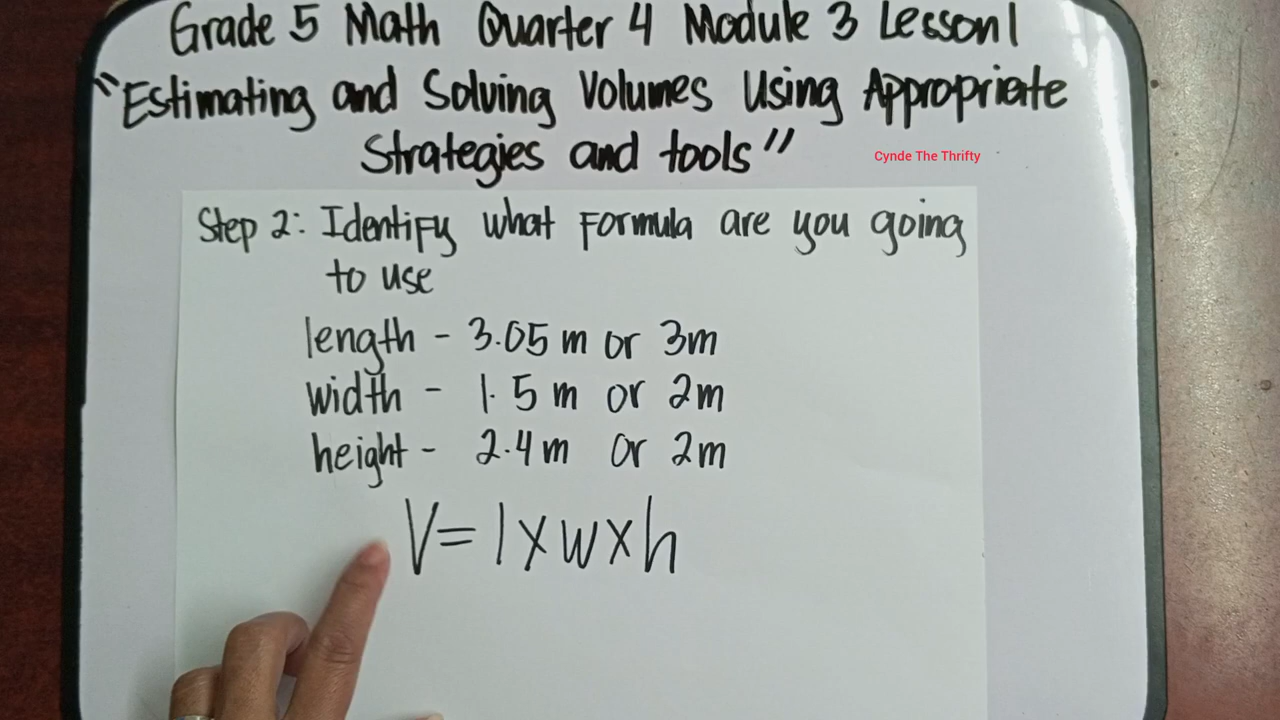 Grade 5 Math Quarter 4 Module 3 Lesson 1
"Estimating and Solving Volumes Using Appropriate
Strategies and tools"
Cynde The Thrifty
Step 2: Identify what formula are you going
to use
length - 3.05 m or 3m
width - 1.5 m or 2m
height - 2.4 m or 2m
V = l x w x h